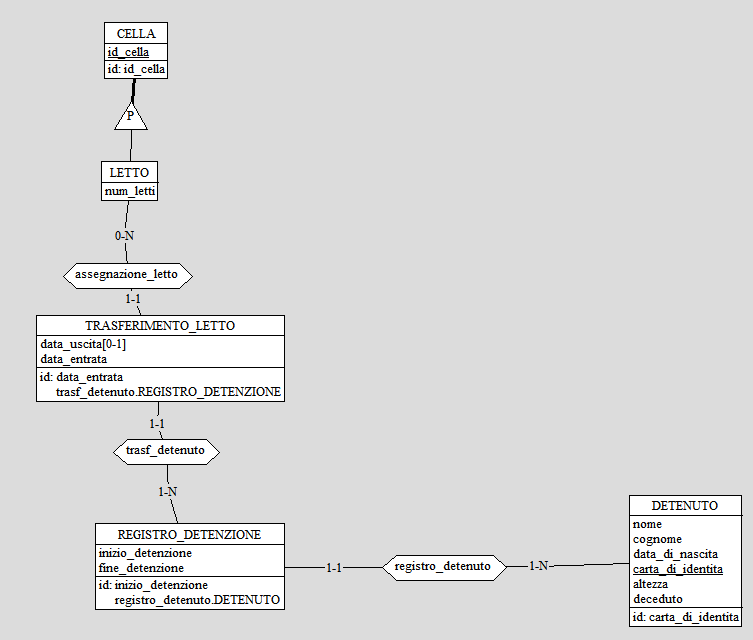 CELLA
id_cella
id: id_cella
P
LETTO
num_letti
0-N
assegnazione_letto
1-1
TRASFERIMENTO_LETTO
data_uscita[0-1]
data_entrata
id: data_entrata
trasf_detenuto.REGISTRO_DETENZIONE
1-1
trasf_detenuto
1-N
REGISTRO_DETENZIONE
inizio_detenzione
fine_detenzione
id: inizio_detenzione
registro_detenuto.DETENUTO
1-1
registro_detenuto
1-N
DETENUTO
nome
cognome
data_di_nascita
carta_di_identita
altezza
deceduto
id: carta_di_identita